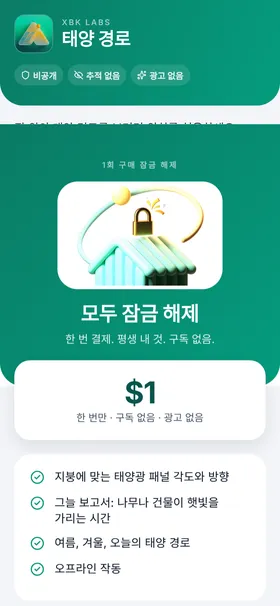 XBK LABS
태양 경로
비공개
추적 없음
광고 없음
1회 구매 잠금 해제
모두 잠금 해제
한 번 결제. 평생 내 것. 구독 없음.
$1
한 번만 · 구독 없음 · 광고 없음
지붕에 맞는 태양광 패널 각도와 방향
그늘 보고서: 나무나 건물이 햇빛을
가리는 시간
여름, 겨울, 오늘의 태양 경로
오프라인 작동